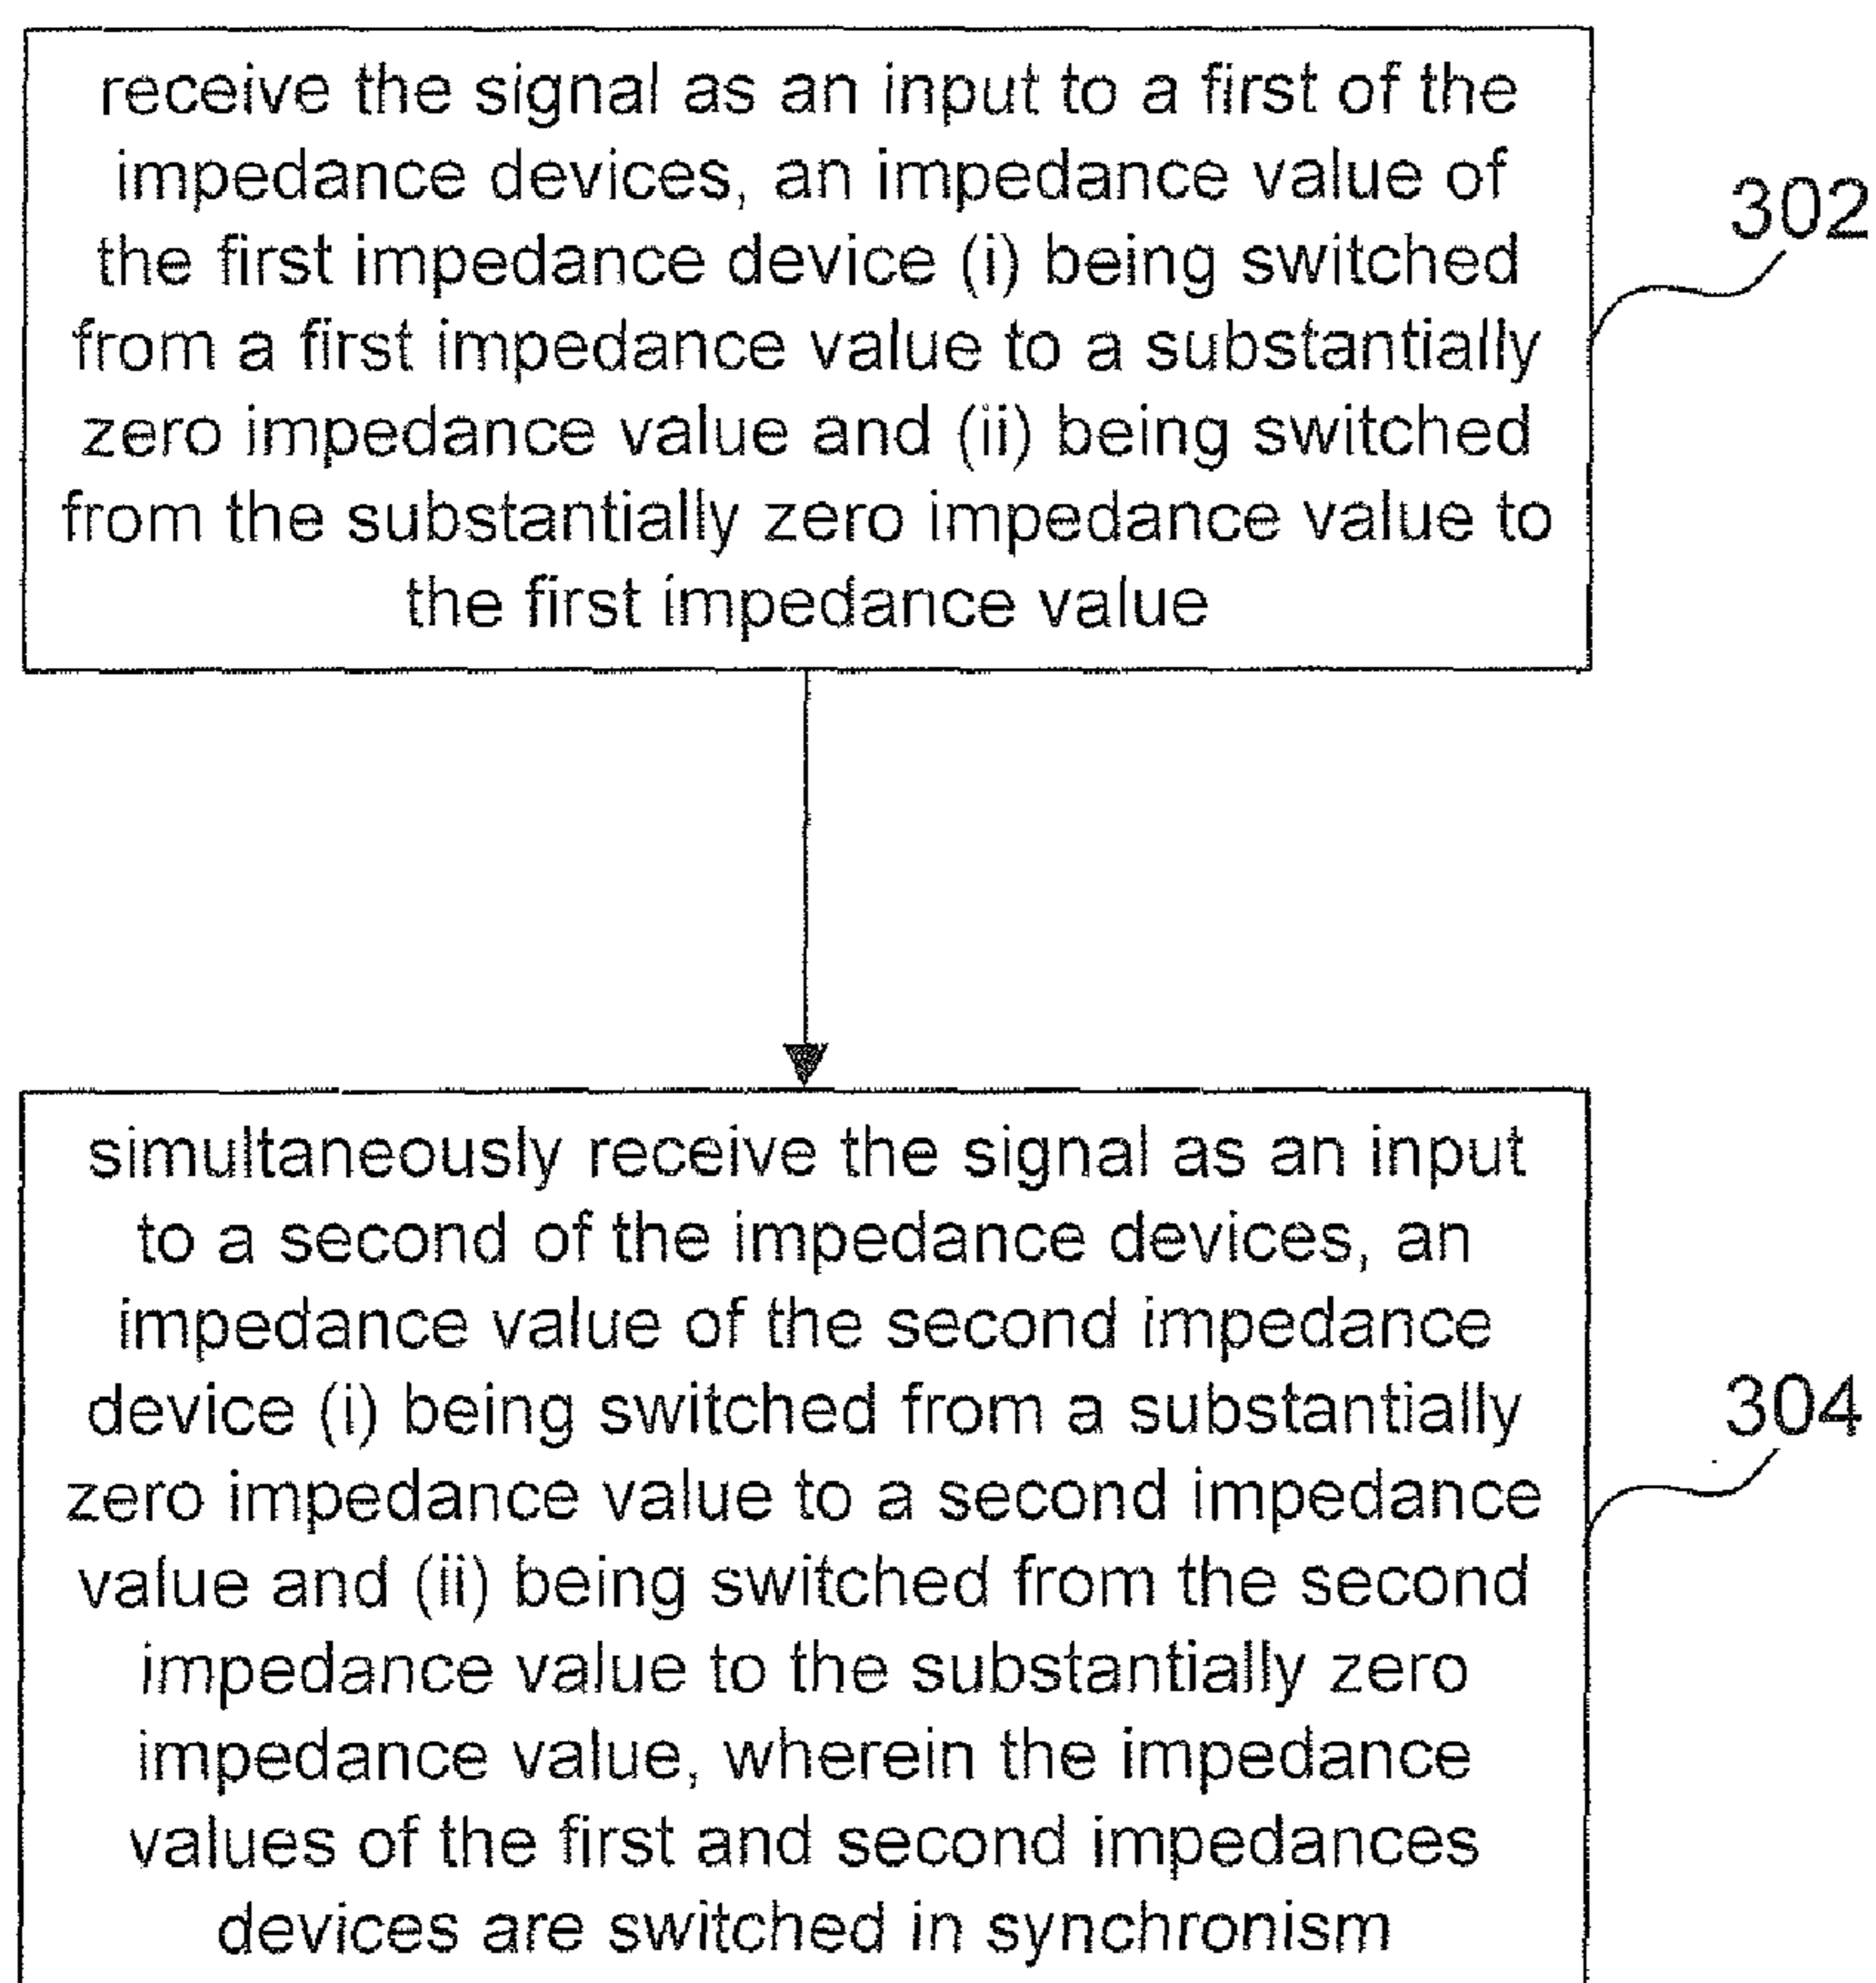 receive the signal as an input to a first of the
impedance devices, an impedance value of
the first impedance device (i) being switched
from a first impedance value to a substantially
zero impedance value and (ii) being switched
from the substantially zero impedance value to
the first impedance value
302
simultaneously receive the signal as an input
to a second of the impedance devices, an
impedance value of the second impedance
device (i) being switched from a substantially
zero impedance value to a second impedance
value and (ii) being switched from the second
impedance value to the substantially zero
impedance value, wherein the impedance
values of the first and second impedances
devices are switched in synchronism
304